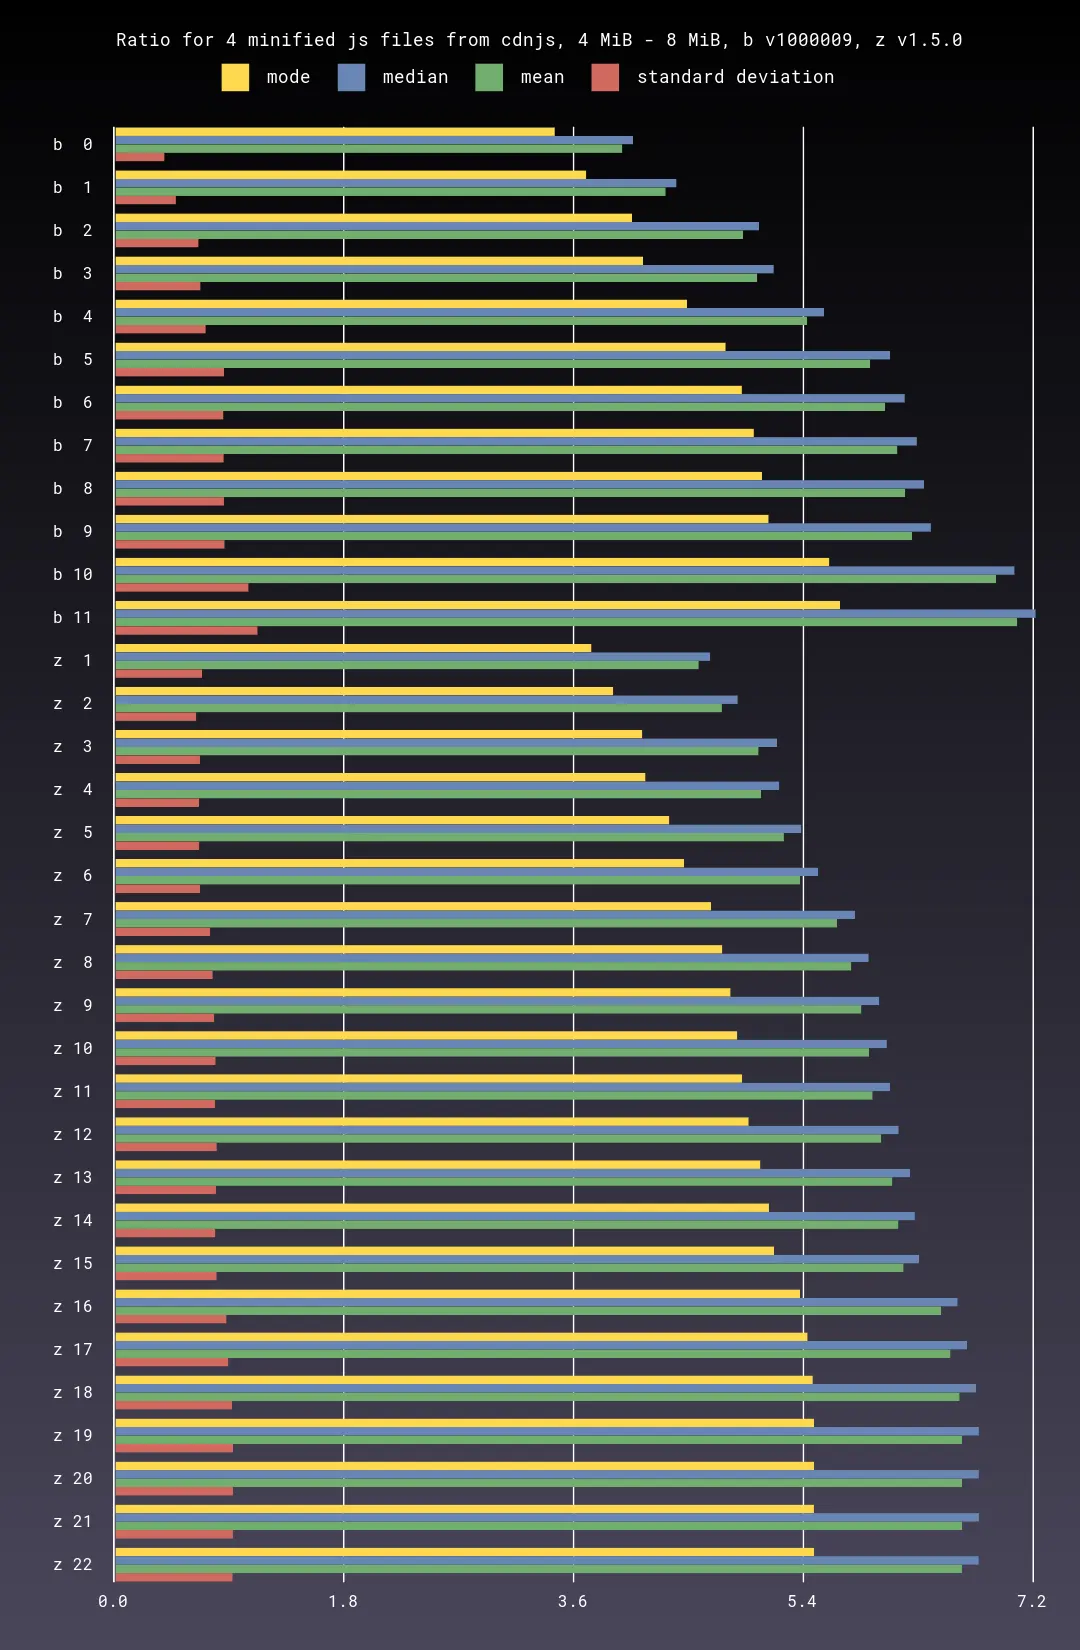 Ratio for 4 minified js files from cdnjs, 4 MiB - 8 MiB, b v1000009, z v1.5.0
mode median mean standard deviation
b 0
b 1
b 2
b 3
b 4
b 5
b 6
b 7
b 8
b 9
b 10
b 11
z 1
z 2
z 3
z 4
z 5
z 6
z 7
z 8
z 9
z 10
z 11
z 12
z 13
z 14
z 15
z 16
z 17
z 18
z 19
z 20
z 21
z 22
0.0 1.8 3.6 5.4 7.2